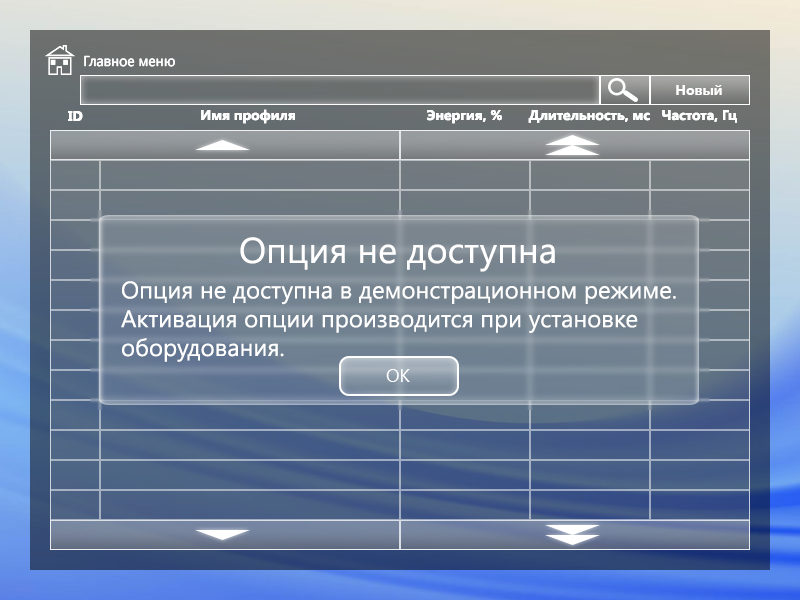 Главное меню
Новый
ID Имя профиля Энергия, % Длительность, мс Частота, Гц
Опция не доступна
Опция не доступна в демонстрационном режиме.
Активация опции производится при установке
оборудования.
OK